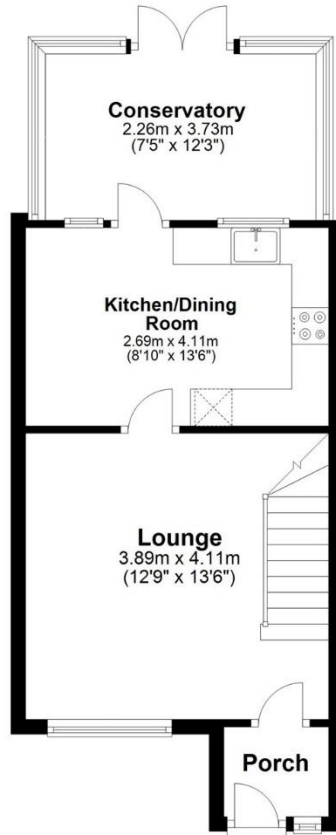 Conservatory
2.26m x 3.73m
(7'5" x 12'3")
Kitchen/Dining
Room
2.69m x 4.11m
(8'10" x 13'6")
Lounge
3.89m x 4.11m
(12'9" x 13'6")
Porch